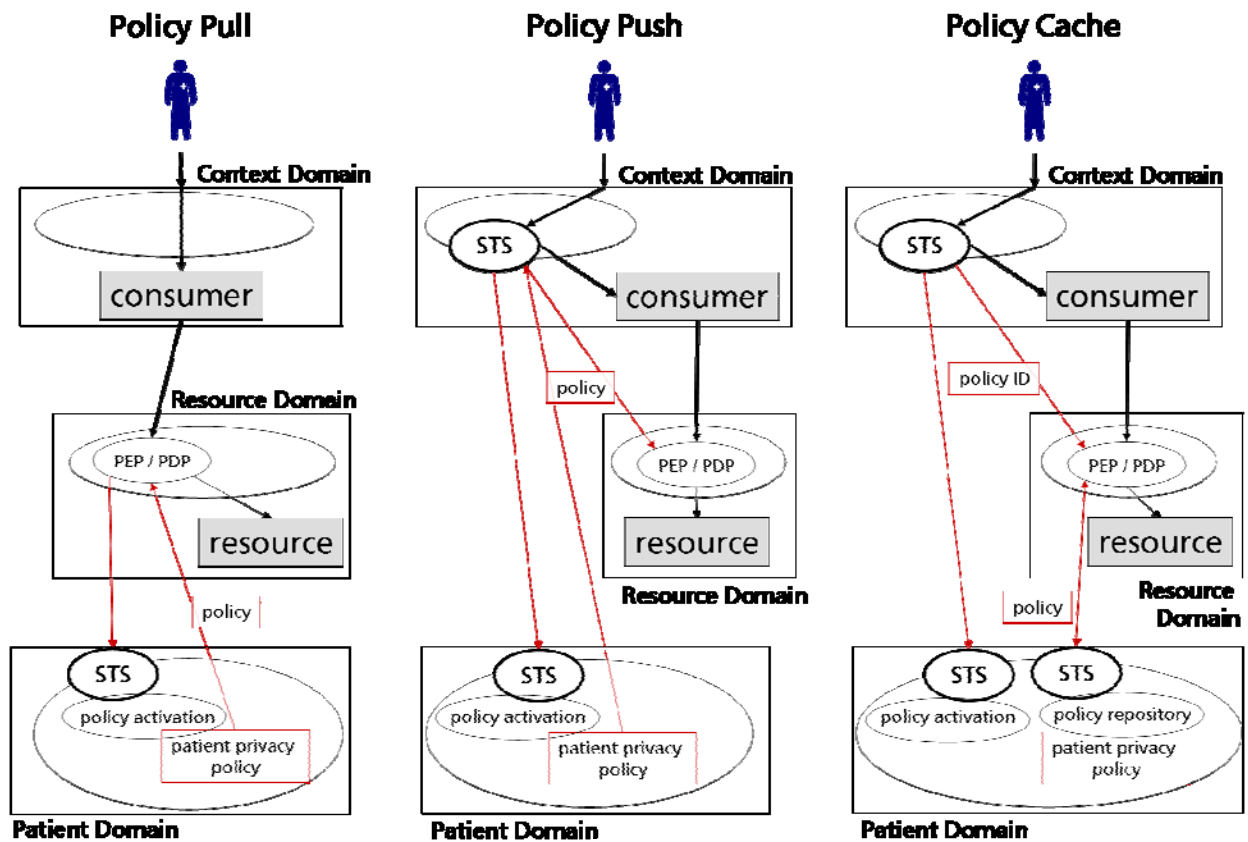 Policy Pull
Context Domain
consumer
Resource Domain
PEP / PDP
resource
policy
STS
policy activation
patient privacy
policy
Patient Domain
Policy Push
Context Domain
STS
consumer
policy
PEP / PDP
resource
Resource Domain
STS
policy activation
patient privacy
policy
Patient Domain
Policy Cache
Context Domain
STS
consumer
policy ID
PEP / PDP
resource
Resource
Domain
policy
STS
STS
policy activation
policy repository
patient privacy
policy
Patient Domain